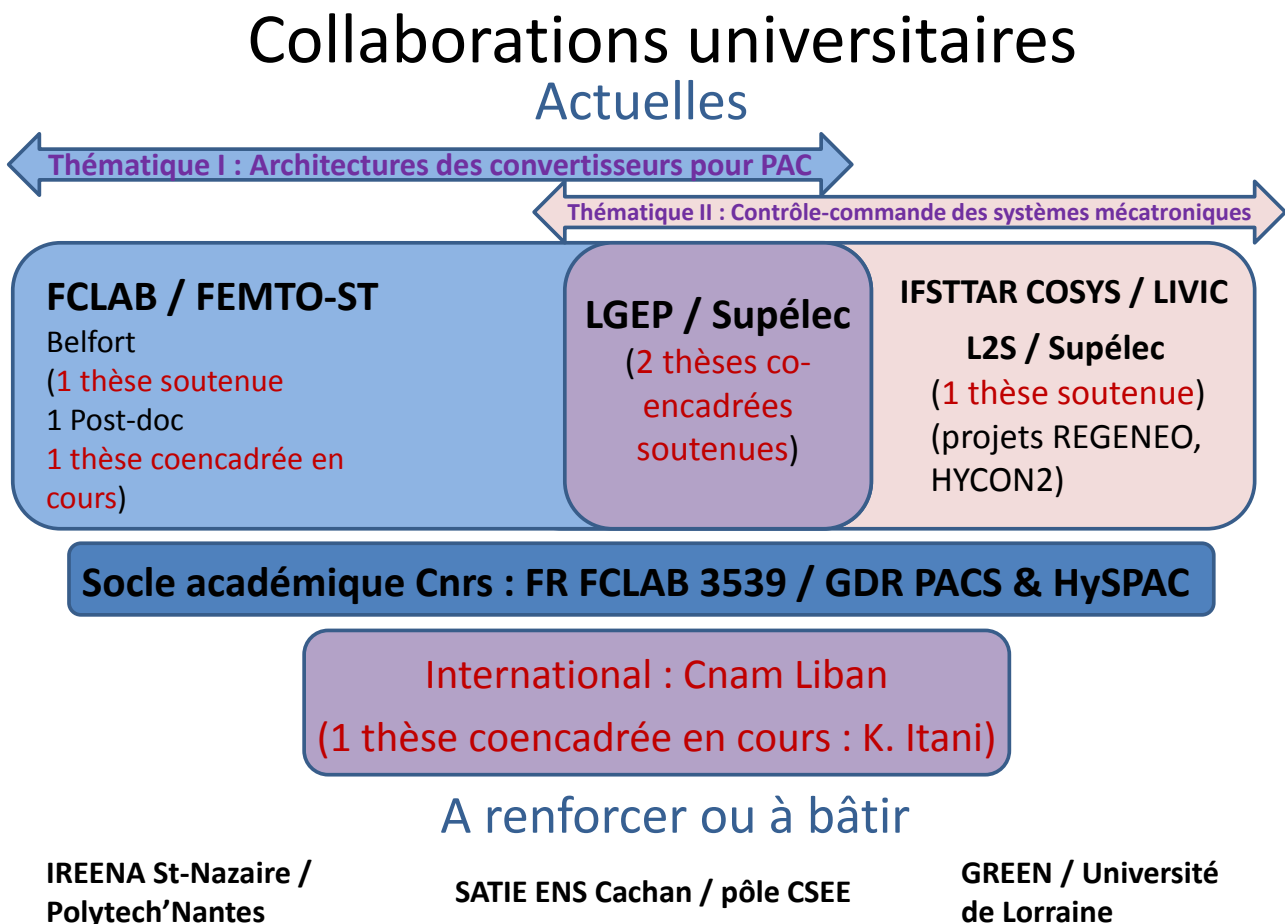 Collaborations universitaires
Actuelles
Thématique I : Architectures des convertisseurs pour PAC
Thématique II : Contrôle-commande des systèmes mécatroniques
FCLAB / FEMTO-ST
Belfort
(1 thèse soutenue
1 Post-doc
1 thèse coencadrée en
cours)
LGEP / Supélec
(2 thèses co-
encadrées
soutenues)
IFSTTAR COSYS / LIVIC
L2S / Supélec
(1 thèse soutenue)
(projets REGENEO,
HYCON2)
Socle académique Cnrs : FR FCLAB 3539 / GDR PACS & HySPAC
International : Cnam Liban
(1 thèse coencadrée en cours : K. Itani)
A renforcer ou à bâtir
IREENA St-Nazaire /
Polytech'Nantes
SATIE ENS Cachan / pôle CSEE
GREEN / Université
de Lorraine